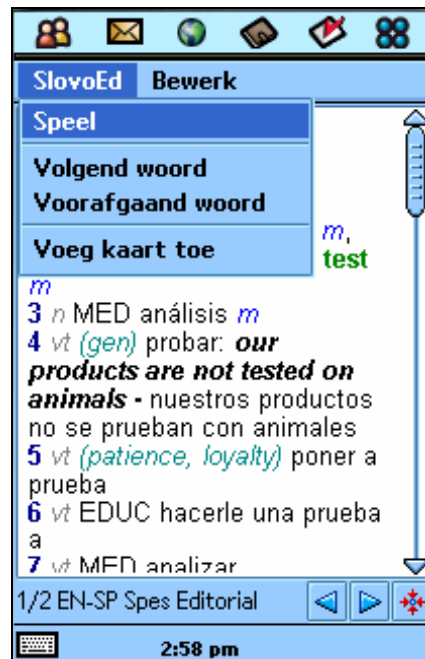 SlovoEd Bewerk
Speel
Volgend woord
Voorafgaand woord
m,
Voeg kaart toe
test
m
3 n MED análisis m
4 vt (gen) probar: our
products are not tested on
animals - nuestros productos
no se prueban con animales
5 vt (patience, loyalty) poner a
prueba
6 vt EDUC hacerle una prueba
a
7 vt MED analizar
1/2 EN-SP Spes Editorial
2:58 pm